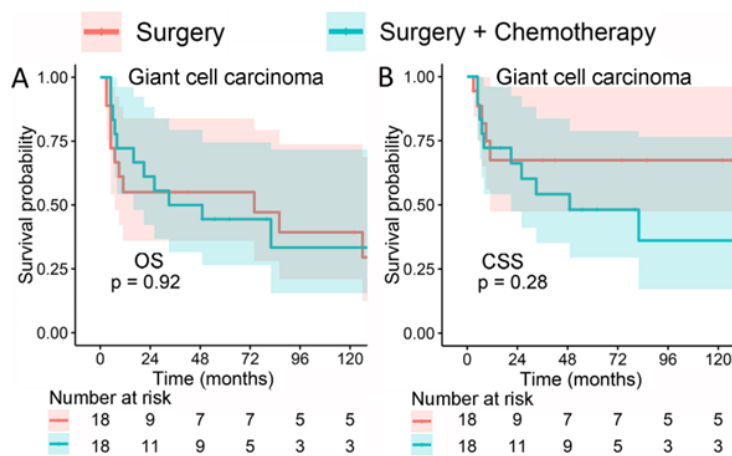 Surgery
Surgery + Chemotherapy
A
Giant cell carcinoma
Survival probability
1.00
0.75
0.50
0.25
0.00
OS
p = 0.92
0 24 48 72 96 120
Time (months)
Number at risk
18 9 7 7 5 5
18 11 9 5 3 3
B
Giant cell carcinoma
Survival probability
1.00
0.75
0.50
0.25
0.00
CSS
p = 0.28
0 24 48 72 96 120
Time (months)
Number at risk
18 9 7 7 5 5
18 11 9 5 3 3